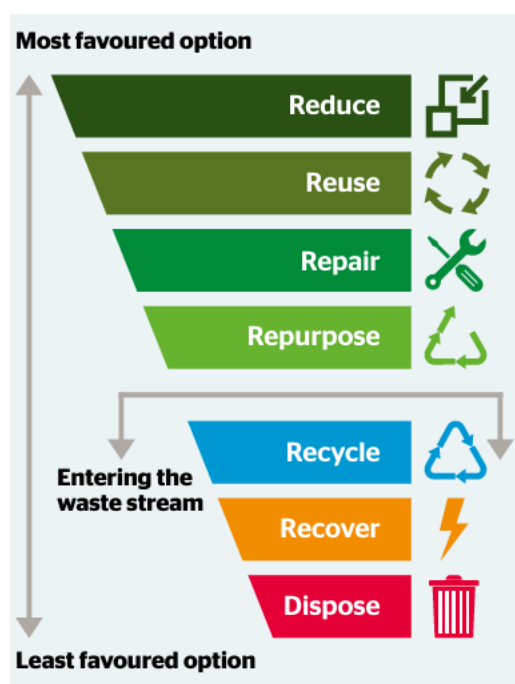 Most favoured option
Reduce
Reuse
Repair
Repurpose
Recycle
Entering the
waste stream
Recover
Dispose
Least favoured option